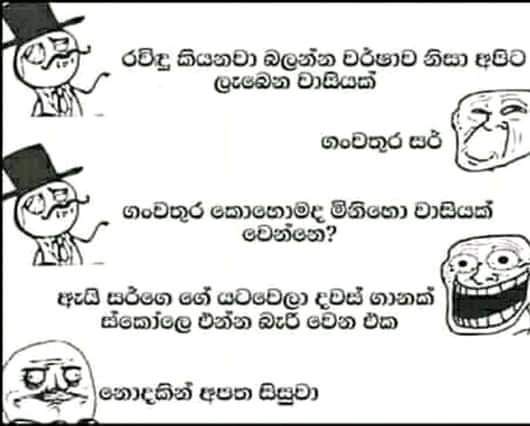 රවිඳු කියනවා බලන්න වර්ෂාව නිසා අපිට
ලැබෙන වාසියක්
ගංවතුර සර්
ගංවතුර කොහොමද මිනිහො වාසියක්
වෙන්නෙ?
ඇයි සර්ගෙ ගේ යටවෙලා දවස් ගානක්
ස්කෝලෙ එන්න බැරි වෙන එක
නොදකින් අපත සිසුවා